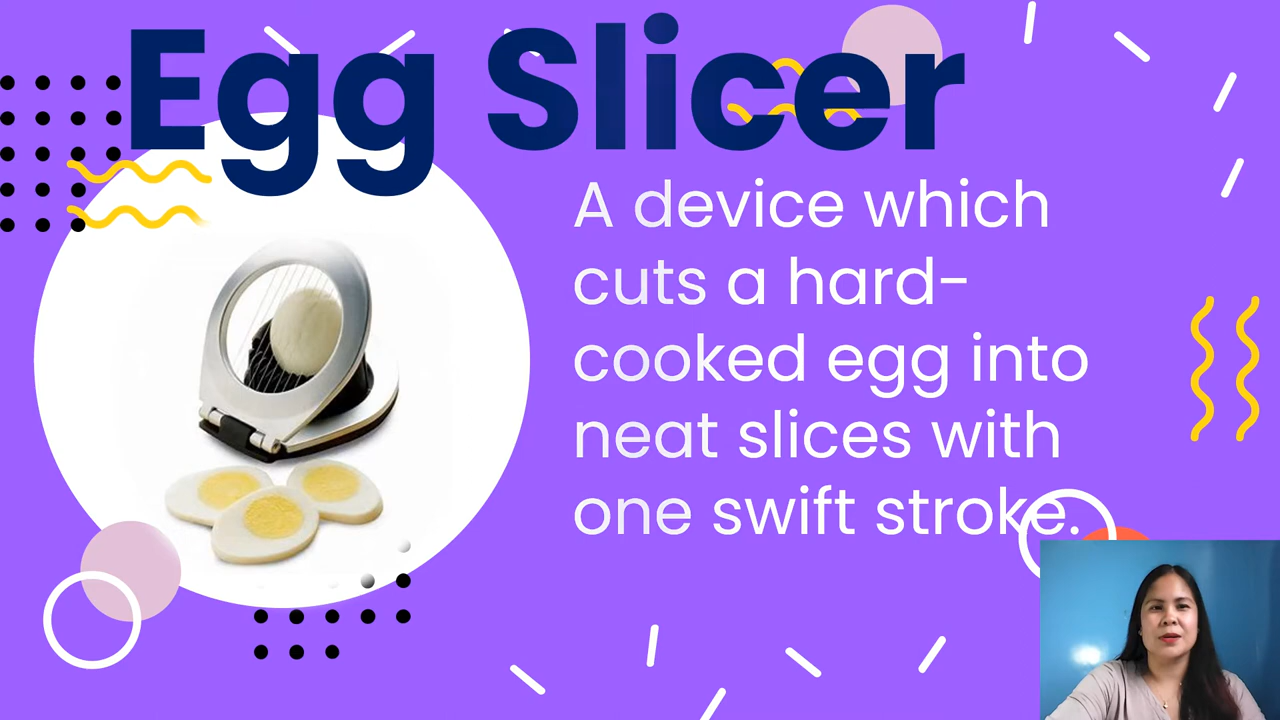 Egg Slicer
A device which
cuts a hard-
cooked egg into
neat slices with
one swift stroke.